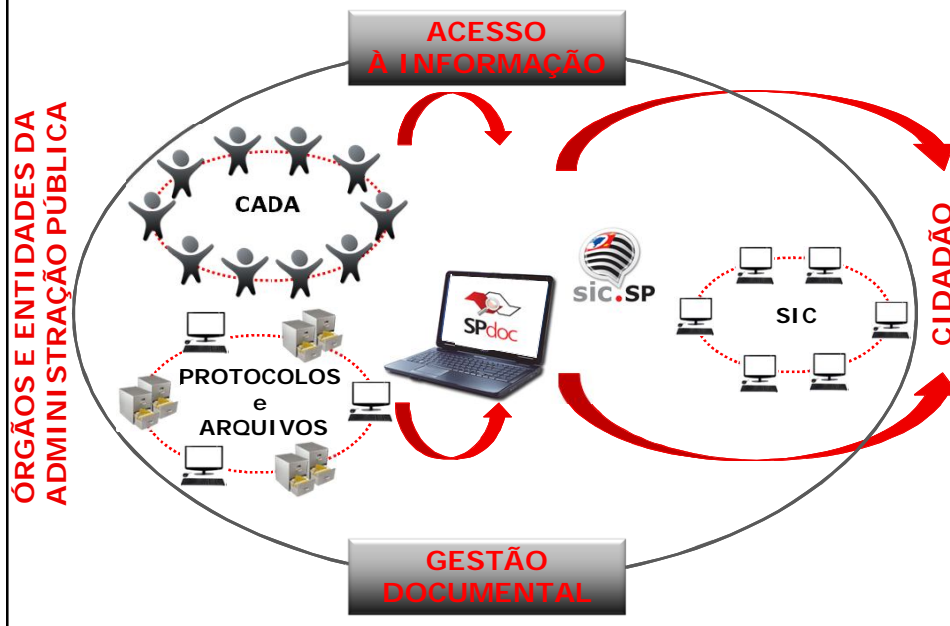 ACESSO
À INFORMAÇÃO
ÓRGÃOS E ENTIDADES DA
ADMINISTRAÇÃO PÚBLICA
CADA
SPdoc
sic.SP
SIC
CIDADÃO
PROTOCOLOS
e
ARQUIVOS
GESTÃO
DOCUMENTAL